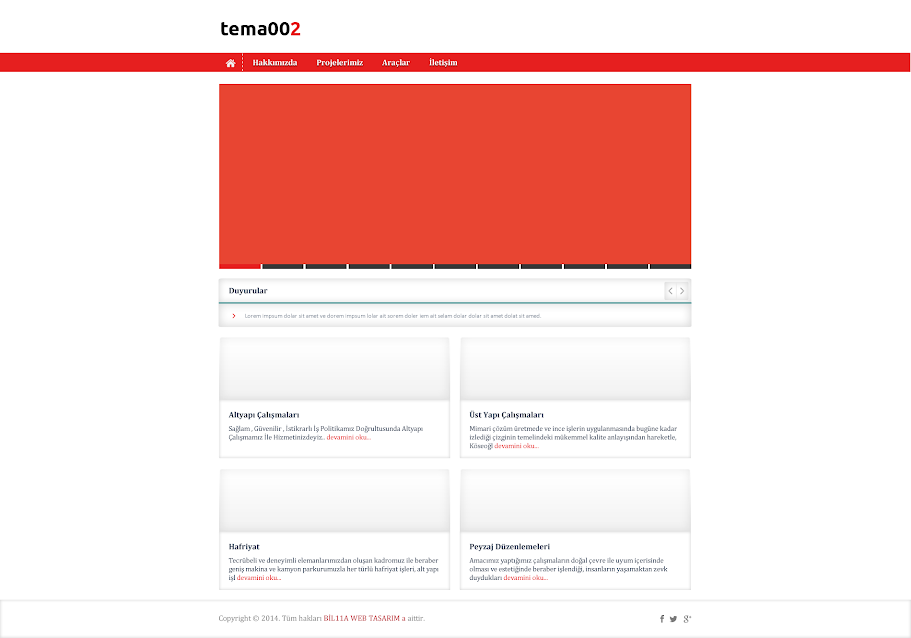 tema002
Hakkımızda Projelerimiz Araçlar İletişim
Duyurular
Lorem impsum dolar sit amet ve donem impsum lolar ait sorem doler iem ait selam dolar dolar sit amet dolat sit amed.
Altyapı Çalışmaları
Sağlam , Güvenilir , İstikrarlı İş Politikamız Doğrultusunda Altyapı
Çalışmamız İle Hizmetinizdeyiz.. devamini oku...
Üst Yapı Çalışmaları
Mimari çözüm üretmede ve ince işlerin uygulanmasında bugüne kadar
izlediği çizginin temelindeki mükemmel kalite anlayışından hareketle,
Köseoğl devamini oku...
Hafriyat
Tecrübeli ve deneyimli elemanlarımızdan oluşan kadromuz ile beraber
geniş makina ve kamyon parkurumuzla her türlü hafriyat işleri, alt yapı
işl devamini oku...
Peyzaj Düzenlemeleri
Amacımız yaptığımız çalışmaların doğal çevre ile uyum içerisinde
olması ve estetiğinde beraber işlendiği, insanların yaşamaktan zevk
duydukları devamini oku...
Copyright © 2014. Tüm hakları BİL11A WEB TASARIM a aittir.